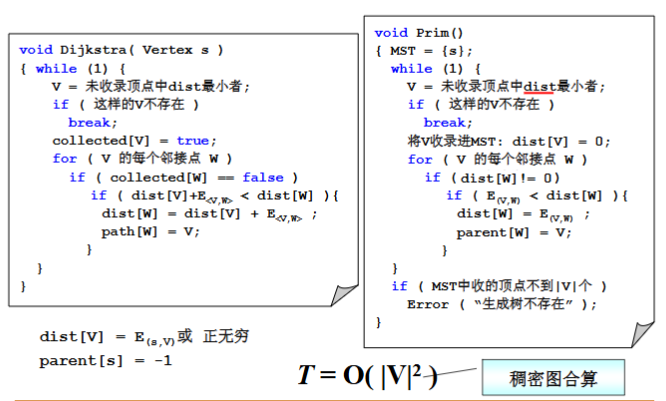 void Dijkstra( Vertex s )
{ while (1) {
V = 未收录顶点中dist最小者;
if ( 这样的V不存在 )
break;
collected[V] = true;
for ( V 的每个邻接点 W )
if ( collected[W] == false )
if ( dist[V]+E<V,W> < dist[W] ){
dist[W] = dist[V] + E<V,W> ;
path[W] = V;
}
}
}
void Prim()
{ MST = {s};
while (1) {
V = 未收录顶点中dist最小者;
if ( 这样的V不存在 )
break;
将V收录进MST: dist[V] = 0;
for ( V 的每个邻接点 W )
if ( dist[W]!= 0)
if ( E(V,W) < dist[W] ){
dist[W] = E(V,W) ;
parent[W] = V;
}
}
if ( MST中收的顶点不到|V|个 )
Error ( “生成树不存在” );
}
dist[V] = E(s,V)或 正无穷
parent[s] = -1
T = O( |V|² )
稠密图合算